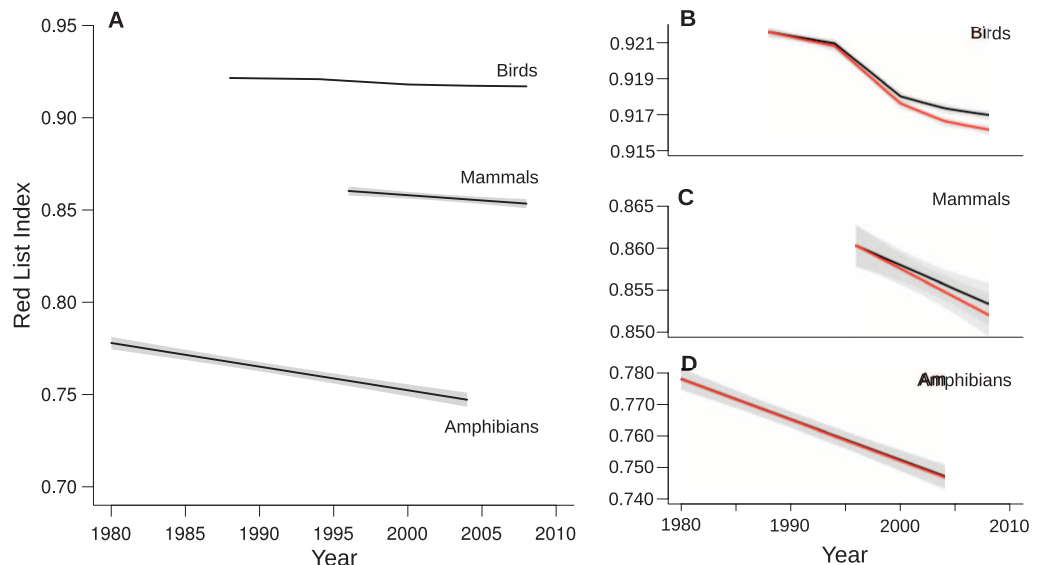 A
0.95
0.90
0.85
0.80
0.75
0.70
Red List Index
Birds
Mammals
Amphibians
1980 1985 1990 1995 2000 2005 2010
Year
B
Birds
0.921
0.919
0.917
0.915
C
Mammals
0.865
0.860
0.855
0.850
D
Amphibians
0.780
0.770
0.760
0.750
0.740
1980 1990 2000 2010
Year